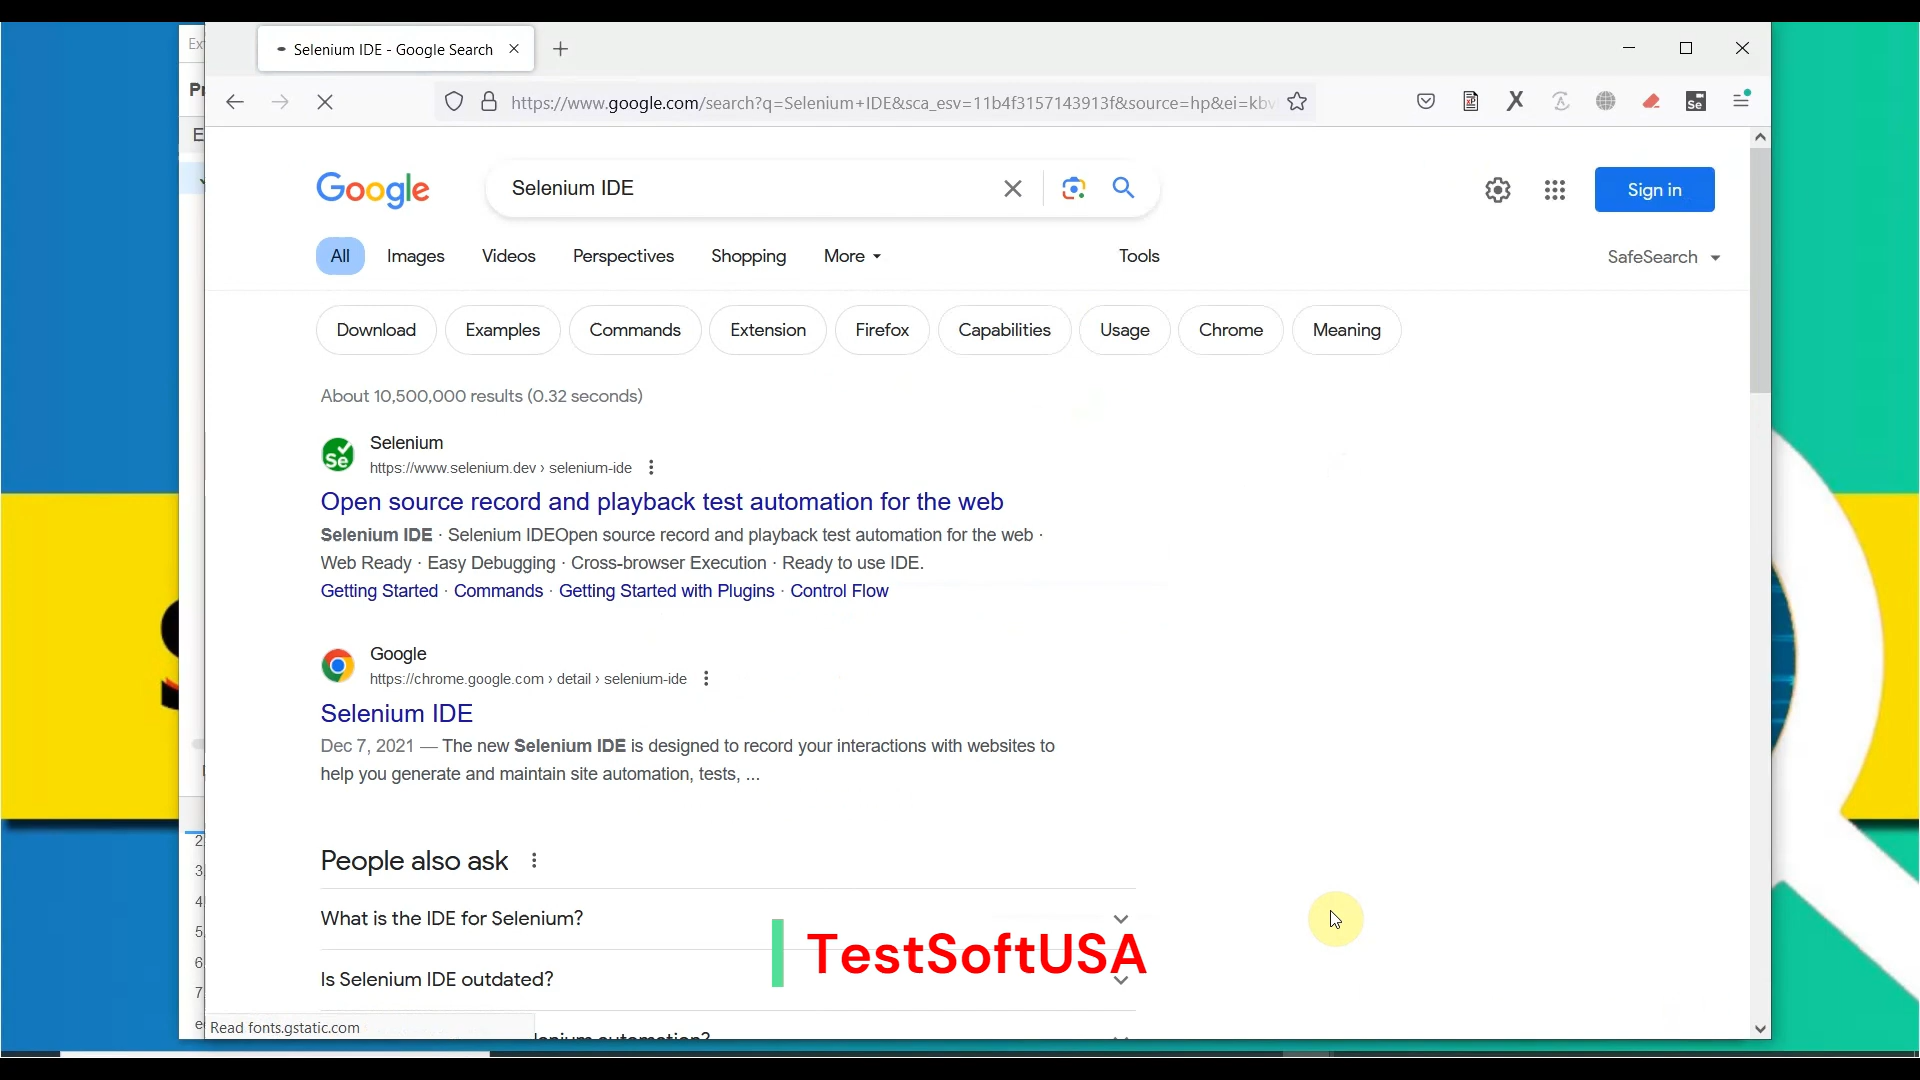 Selenium IDE - Google Search
https://www.google.com/search?q=Selenium+IDE&sca_esv=11b4f3157143913f&source=hp&ei=kbv
Google
Selenium IDE
Sign in
All Images Videos Perspectives Shopping More Tools
SafeSearch
Download Examples Commands Extension Firefox Capabilities Usage Chrome Meaning
About 10,500,000 results (0.32 seconds)
Selenium
https://www.selenium.dev › selenium-ide
Open source record and playback test automation for the web
Selenium IDE · Selenium IDEOpen source record and playback test automation for the web ·
Web Ready · Easy Debugging · Cross-browser Execution · Ready to use IDE.
Getting Started · Commands · Getting Started with Plugins · Control Flow
Google
https://chrome.google.com › detail › selenium-ide
Selenium IDE
Dec 7, 2021 — The new Selenium IDE is designed to record your interactions with websites to
help you generate and maintain site automation, tests, ...
People also ask
What is the IDE for Selenium?
TestSoftUSA
Is Selenium IDE outdated?
Read fonts.gstatic.com